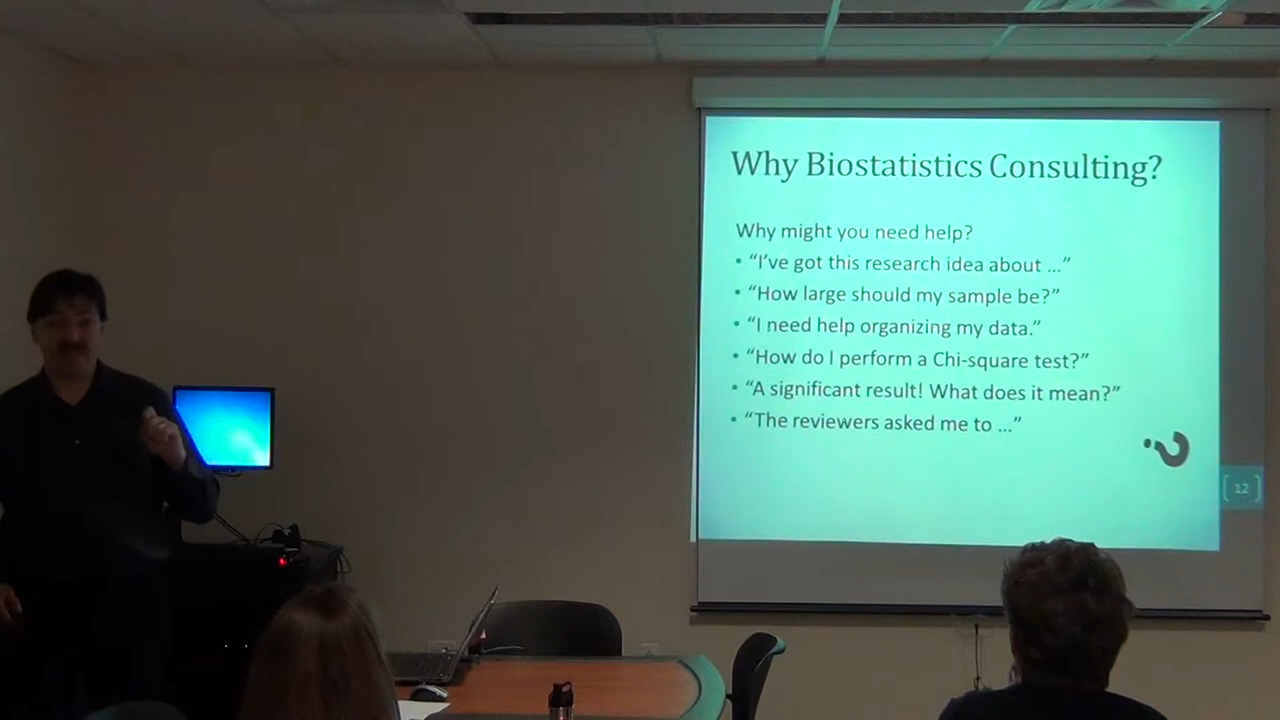 Why Biostatistics Consulting?
Why might you need help?
• “I’ve got this research idea about …”
• “How large should my sample be?”
• “I need help organizing my data.”
• “How do I perform a Chi-square test?”
• “A significant result! What does it mean?”
• “The reviewers asked me to …”
?
[ 12 ]